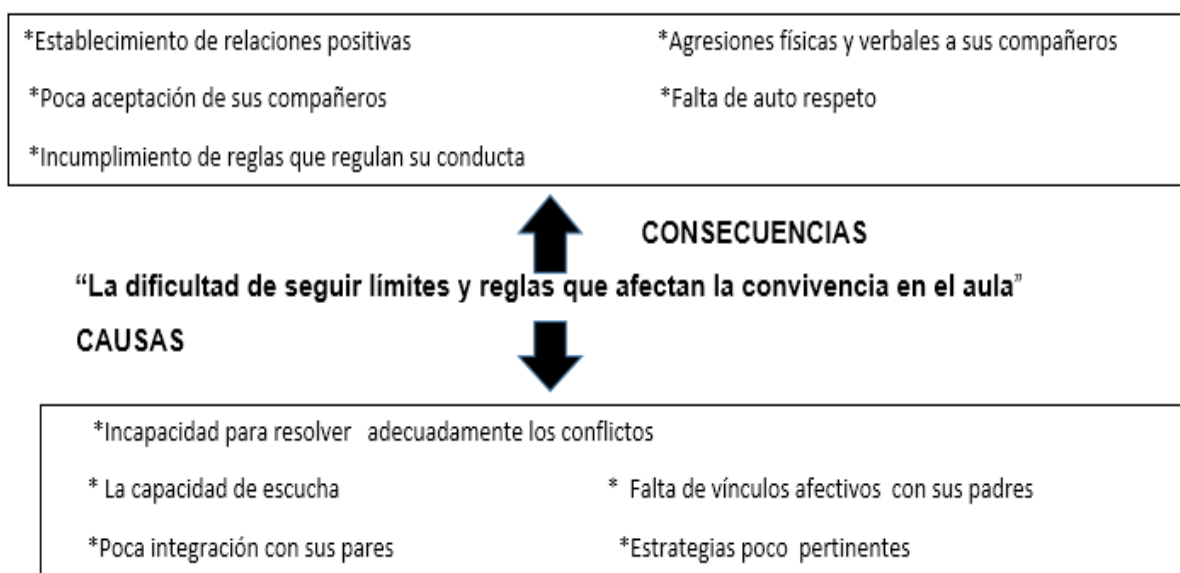 *Establecimiento de relaciones positivas
*Agresiones físicas y verbales a sus compañeros
*Poca aceptación de sus compañeros
*Falta de auto respeto
*Incumplimiento de reglas que regulan su conducta
CONSECUENCIAS
“La dificultad de seguir límites y reglas que afectan la convivencia en el aula”
CAUSAS
*Incapacidad para resolver adecuadamente los conflictos
* La capacidad de escucha
* Falta de vínculos afectivos con sus padres
*Poca integración con sus pares
*Estrategias poco pertinentes